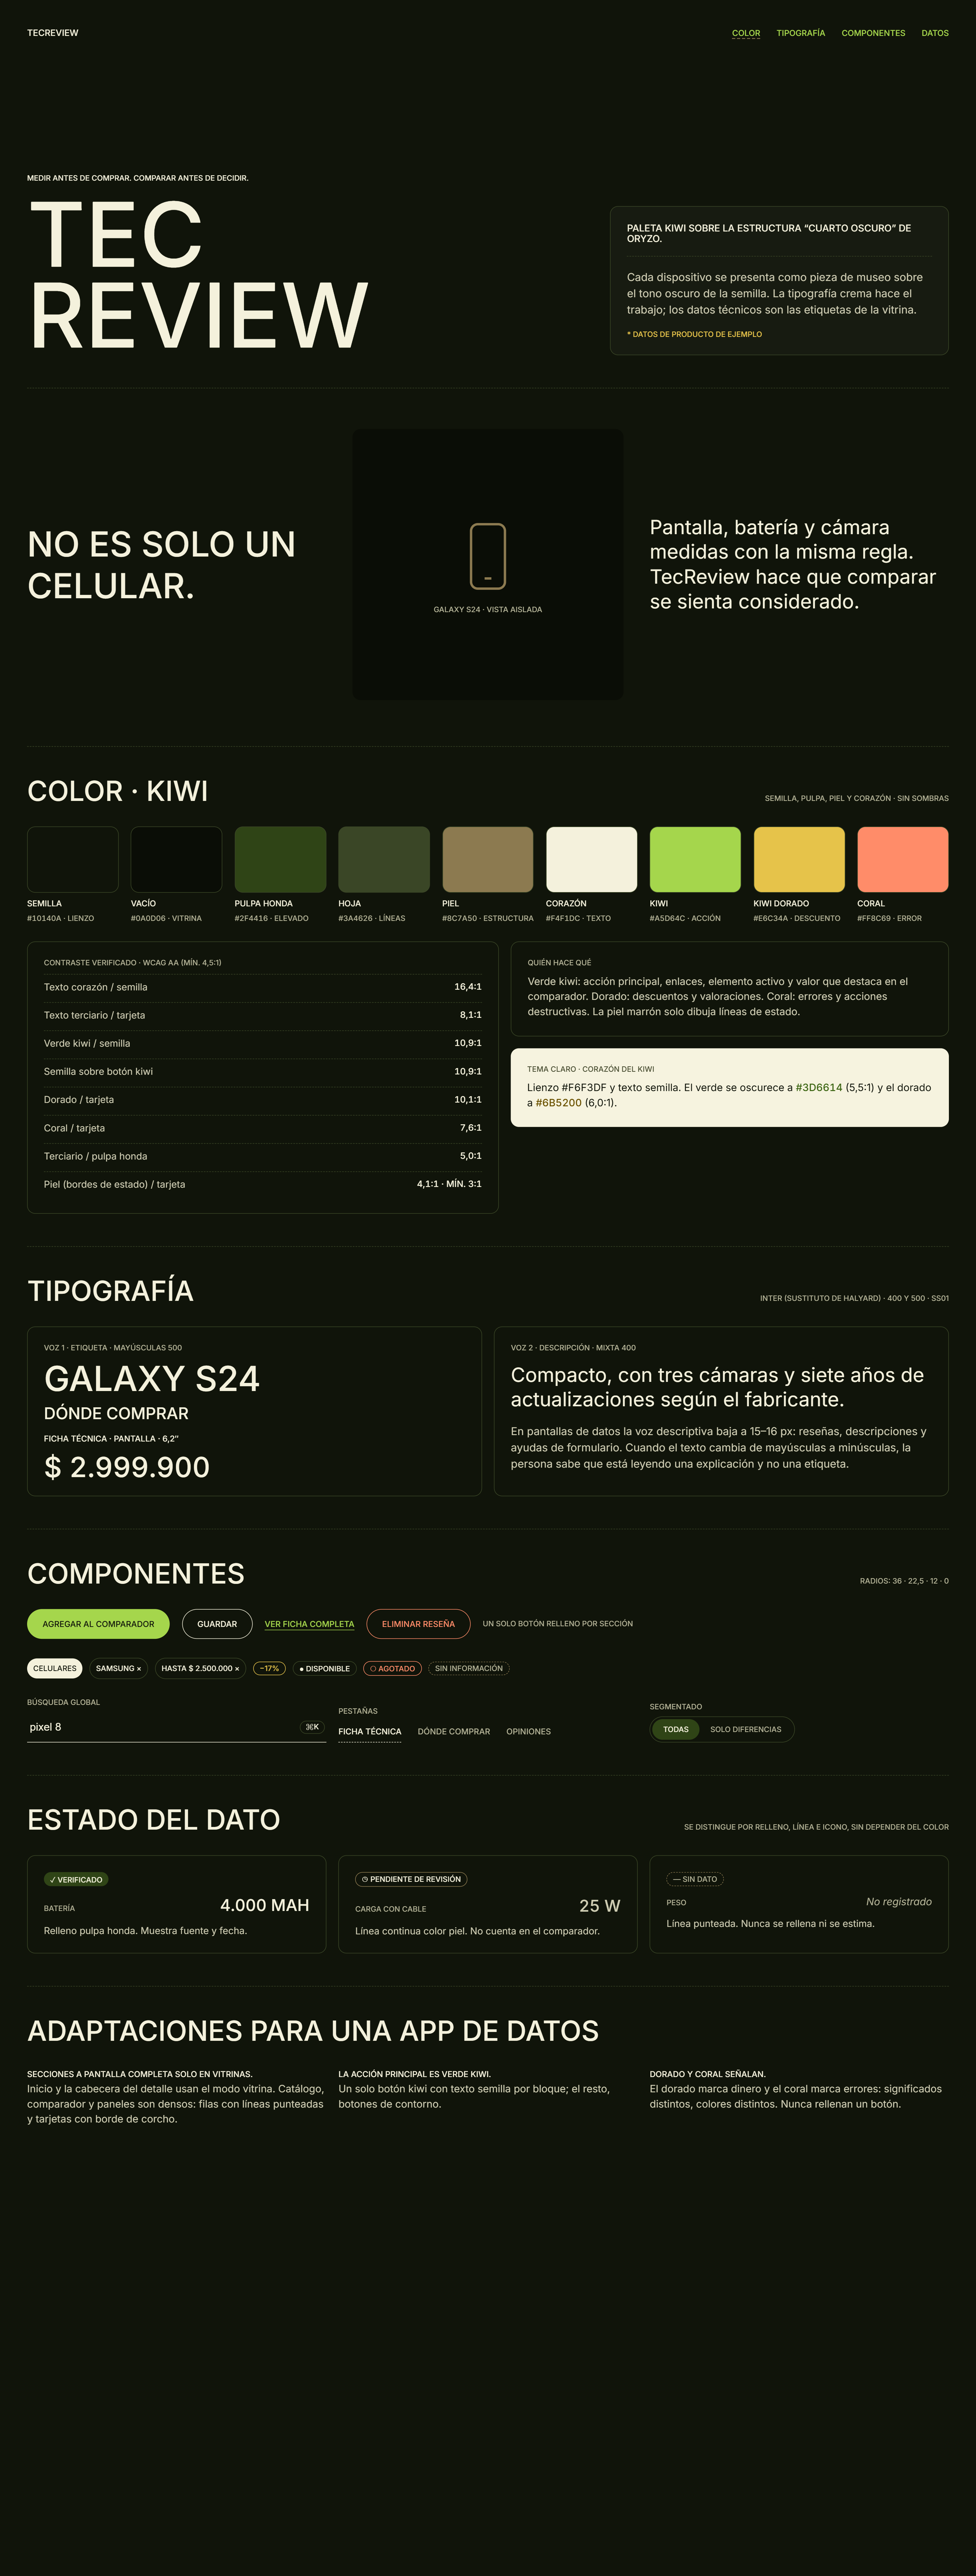 TECREVIEW
COLOR TIPOGRAFÍA COMPONENTES DATOS
MEDIR ANTES DE COMPRAR. COMPARAR ANTES DE DECIDIR.
TEC
REVIEW
PALETA KIWI SOBRE LA ESTRUCTURA “CUARTO OSCURO” DE
ORYZO.
Cada dispositivo se presenta como pieza de museo sobre
el tono oscuro de la semilla. La tipografía crema hace el
trabajo; los datos técnicos son las etiquetas de la vitrina.
* DATOS DE PRODUCTO DE EJEMPLO
NO ES SOLO UN
CELULAR.
GALAXY S24 · VISTA AISLADA
Pantalla, batería y cámara
medidas con la misma regla.
TecReview hace que comparar
se sienta considerado.
COLOR · KIWI
SEMILLA, PULPA, PIEL Y CORAZÓN · SIN SOMBRAS
SEMILLA
#10140A · LIENZO
VACÍO
#0A0D06 · VITRINA
PULPA HONDA
#2F4416 · ELEVADO
HOJA
#3A4626 · LÍNEAS
PIEL
#8C7A50 · ESTRUCTURA
CORAZÓN
#F4F1DC · TEXTO
KIWI
#A5D64C · ACCIÓN
KIWI DORADO
#E6C34A · DESCUENTO
CORAL
#FF8C69 · ERROR
CONTRASTE VERIFICADO · WCAG AA (MÍN. 4,5:1)
Texto corazón / semilla 16,4:1
Texto terciario / tarjeta 8,1:1
Verde kiwi / semilla 10,9:1
Semilla sobre botón kiwi 10,9:1
Dorado / tarjeta 10,1:1
Coral / tarjeta 7,6:1
Terciario / pulpa honda 5,0:1
Piel (bordes de estado) / tarjeta 4,1:1 · MÍN. 3:1
QUIÉN HACE QUÉ
Verde kiwi: acción principal, enlaces, elemento activo y valor que destaca en el
comparador. Dorado: descuentos y valoraciones. Coral: errores y acciones
destructivas. La piel marrón solo dibuja líneas de estado.
TEMA CLARO · CORAZÓN DEL KIWI
Lienzo #F6F3DF y texto semilla. El verde se oscurece a #3D6614 (5,5:1) y el dorado
a #6B5200 (6,0:1).
TIPOGRAFÍA
INTER (SUSTITUTO DE HALYARD) · 400 Y 500 · SS01
VOZ 1 · ETIQUETA · MAYÚSCULAS 500
GALAXY S24
DÓNDE COMPRAR
FICHA TÉCNICA · PANTALLA · 6,2″
$ 2.999.900
VOZ 2 · DESCRIPCIÓN · MIXTA 400
Compacto, con tres cámaras y siete años de
actualizaciones según el fabricante.
En pantallas de datos la voz descriptiva baja a 15–16 px: reseñas, descripciones y
ayudas de formulario. Cuando el texto cambia de mayúsculas a minúsculas, la
persona sabe que está leyendo una explicación y no una etiqueta.
COMPONENTES
RADIOS: 36 · 22,5 · 12 · 0
AGREGAR AL COMPARADOR GUARDAR VER FICHA COMPLETA ELIMINAR RESEÑA UN SOLO BOTÓN RELLENO POR SECCIÓN
CELULARES SAMSUNG × HASTA $ 2.500.000 × −17% ● DISPONIBLE ○ AGOTADO SIN INFORMACIÓN
BÚSQUEDA GLOBAL
pixel 8 ⌘K
PESTAÑAS
FICHA TÉCNICA DÓNDE COMPRAR OPINIONES
SEGMENTADO
TODAS SOLO DIFERENCIAS
ESTADO DEL DATO
SE DISTINGUE POR RELLENO, LÍNEA E ICONO, SIN DEPENDER DEL COLOR
✓ VERIFICADO
BATERÍA 4.000 MAH
Relleno pulpa honda. Muestra fuente y fecha.
◷ PENDIENTE DE REVISIÓN
CARGA CON CABLE 25 W
Línea continua color piel. No cuenta en el comparador.
— SIN DATO
PESO No registrado
Línea punteada. Nunca se rellena ni se estima.
ADAPTACIONES PARA UNA APP DE DATOS
SECCIONES A PANTALLA COMPLETA SOLO EN VITRINAS.
Inicio y la cabecera del detalle usan el modo vitrina. Catálogo,
comparador y paneles son densos: filas con líneas punteadas
y tarjetas con borde de corcho.
LA ACCIÓN PRINCIPAL ES VERDE KIWI.
Un solo botón kiwi con texto semilla por bloque; el resto,
botones de contorno.
DORADO Y CORAL SEÑALAN.
El dorado marca dinero y el coral marca errores: significados
distintos, colores distintos. Nunca rellenan un botón.